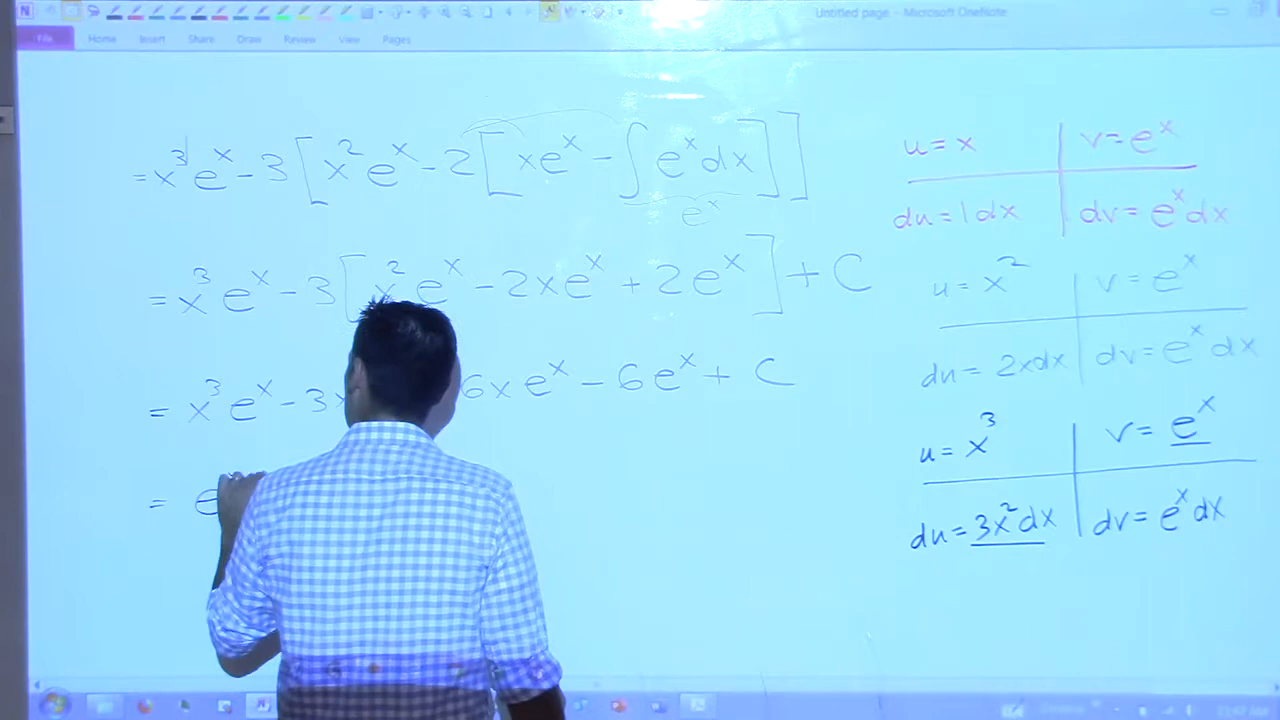 Untitled page - Microsoft OneNote
File Home Insert Share Draw Review View Pages
= x³eˣ - 3[x²eˣ - 2[xeˣ - ∫eˣdx]]
eˣ
= x³eˣ - 3[x²eˣ - 2xeˣ + 2eˣ] + C
= x³eˣ - 3x 6xeˣ - 6eˣ + C
= e
u = x v = eˣ
du = 1dx dv = eˣdx
u = x² v = eˣ
du = 2xdx dv = eˣdx
u = x³ v = eˣ
du = 3x²dx dv = eˣdx